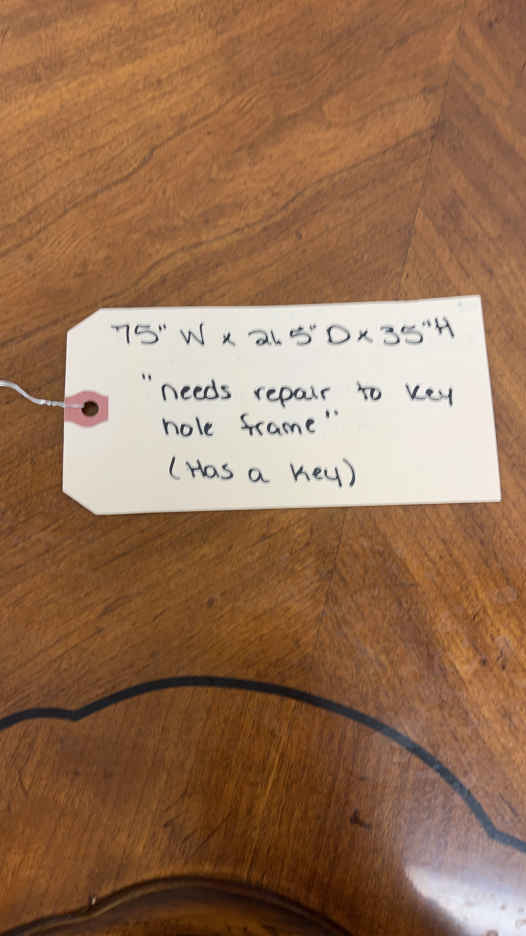 75" W x 21.5" D x 35" H
"needs repair to key
hole frame"
(Has a key)